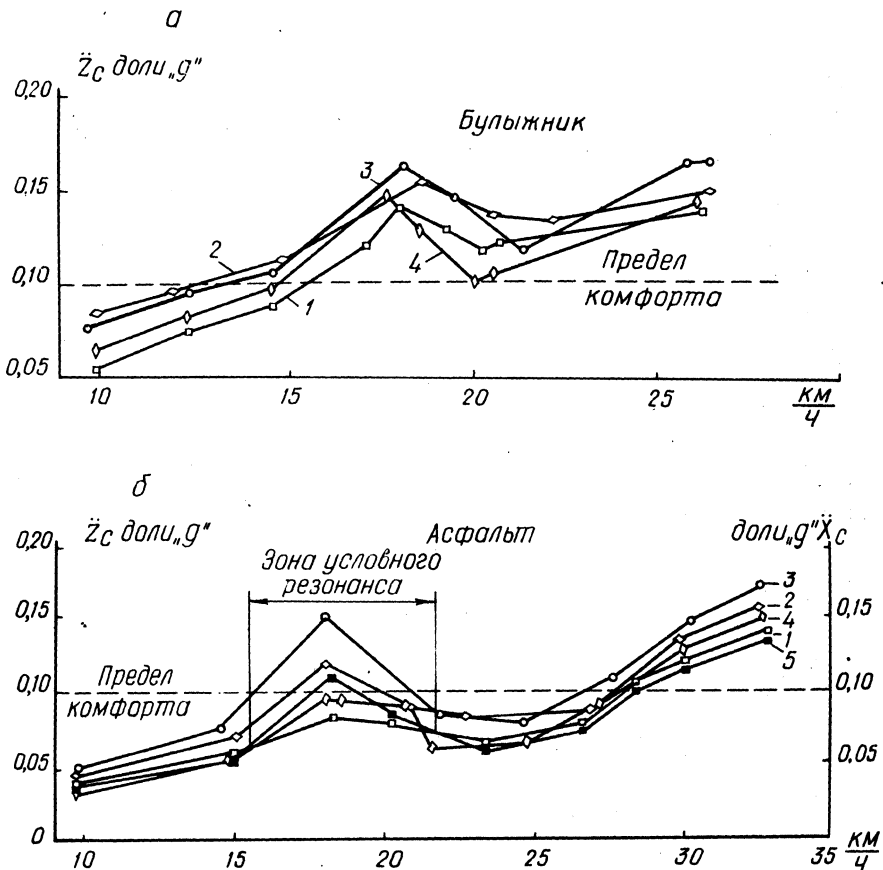 а
Z̈c доли „g"
0,20
Булыжник
3
0,15
2
4
Предел
0,10
комфорта
1
0,05
10 15 20 25 км/ч
б
Z̈c доли „g" Асфальт доли „g" Ẍc
0,20
Зона условного
резонанса
3
2
0,15 4 0,15
1
5
Предел
0,10 0,10
комфорта
0,05 0,05
0
10 15 20 25 30 35 км/ч